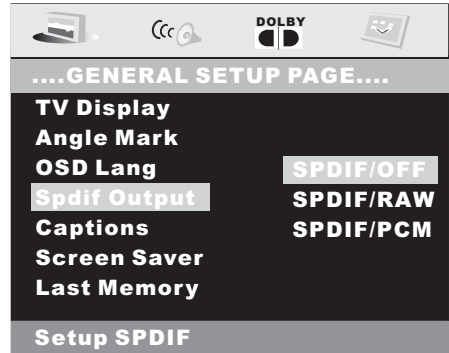 DOLBY
....GENERAL SETUP PAGE....
TV Display
Angle Mark
OSD Lang SPDIF/OFF
Spdif Output SPDIF/RAW
Captions SPDIF/PCM
Screen Saver
Last Memory
Setup SPDIF